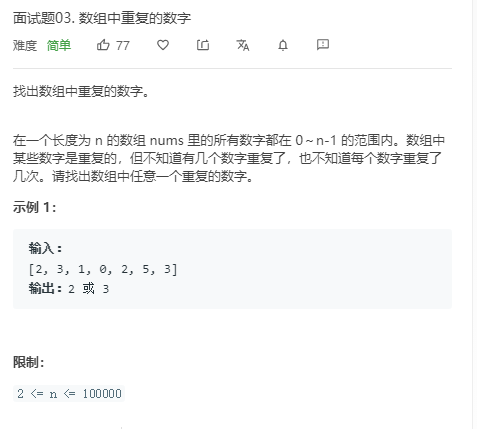 面试题03. 数组中重复的数字
难度 简单 77
找出数组中重复的数字。
在一个长度为 n 的数组 nums 里的所有数字都在 0～n-1 的范围内。数组中
某些数字是重复的，但不知道有几个数字重复了，也不知道每个数字重复了
几次。请找出数组中任意一个重复的数字。
示例 1：
输入：
[2, 3, 1, 0, 2, 5, 3]
输出：2 或 3
限制：
2 <= n <= 100000